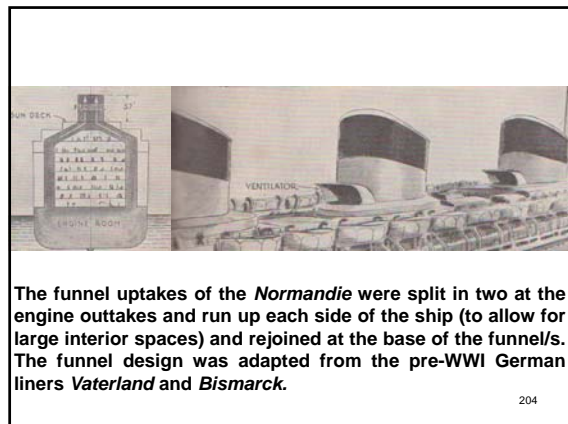 37'
SUN DECK
VENTILATOR
ENGINE ROOM
The funnel uptakes of the Normandie were split in two at the
engine outtakes and run up each side of the ship (to allow for
large interior spaces) and rejoined at the base of the funnel/s.
The funnel design was adapted from the pre-WWI German
liners Vaterland and Bismarck.
204